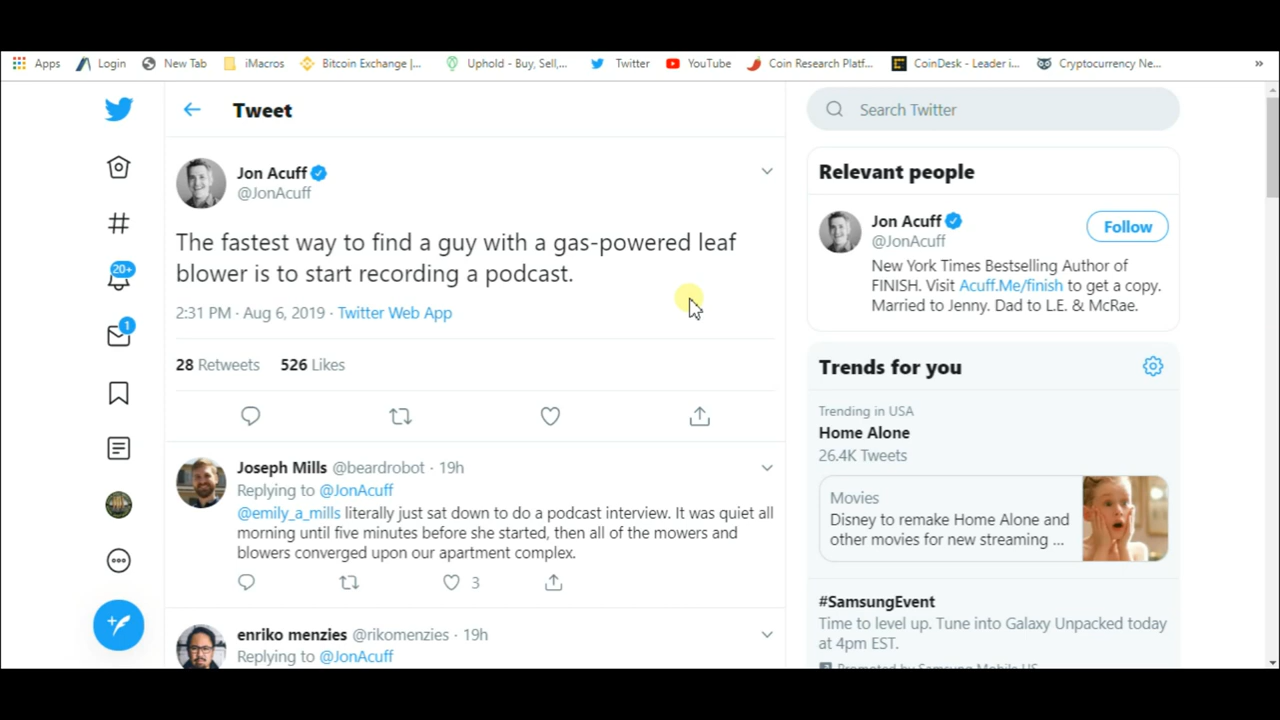 Apps Login New Tab iMacros Bitcoin Exchange |... Uphold - Buy, Sell,... Twitter YouTube Coin Research Platf... CoinDesk - Leader i... Cryptocurrency Ne... »
Tweet
Jon Acuff
@JonAcuff
The fastest way to find a guy with a gas-powered leaf
blower is to start recording a podcast.
2:31 PM · Aug 6, 2019 · Twitter Web App
28 Retweets 526 Likes
Joseph Mills @beardrobot · 19h
Replying to @JonAcuff
@emily_a_mills literally just sat down to do a podcast interview. It was quiet all
morning until five minutes before she started, then all of the mowers and
blowers converged upon our apartment complex.
3
enriko menzies @rikomenzies · 19h
Replying to @JonAcuff
20+
1
Search Twitter
Relevant people
Jon Acuff
@JonAcuff
Follow
New York Times Bestselling Author of
FINISH. Visit Acuff.Me/finish to get a copy.
Married to Jenny. Dad to L.E. & McRae.
Trends for you
Trending in USA
Home Alone
26.4K Tweets
Movies
Disney to remake Home Alone and
other movies for new streaming ...
#SamsungEvent
Time to level up. Tune into Galaxy Unpacked today
at 4pm EST.
Promoted by Samsung Mobile US